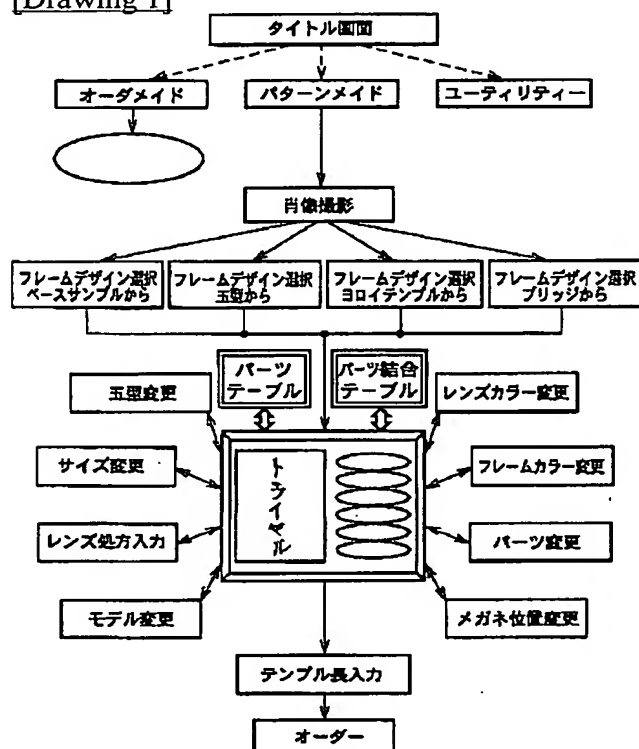 [Drawing 1]
タイトル画面
オーダメイド
パターンメイド
ユーティリティー
肖像撮影
フレームデザイン選択
ベースサンプルから
フレームデザイン選択
玉型から
フレームデザイン選択
ヨロイテンプルから
フレームデザイン選択
ブリッジから
パーツ
テーブル
パーツ結合
テーブル
玉型変更
レンズカラー変更
サイズ変更
フレームカラー変更
トライヤル
レンズ処方入力
パーツ変更
モデル変更
メガネ位置変更
テンプル長入力
オーダー